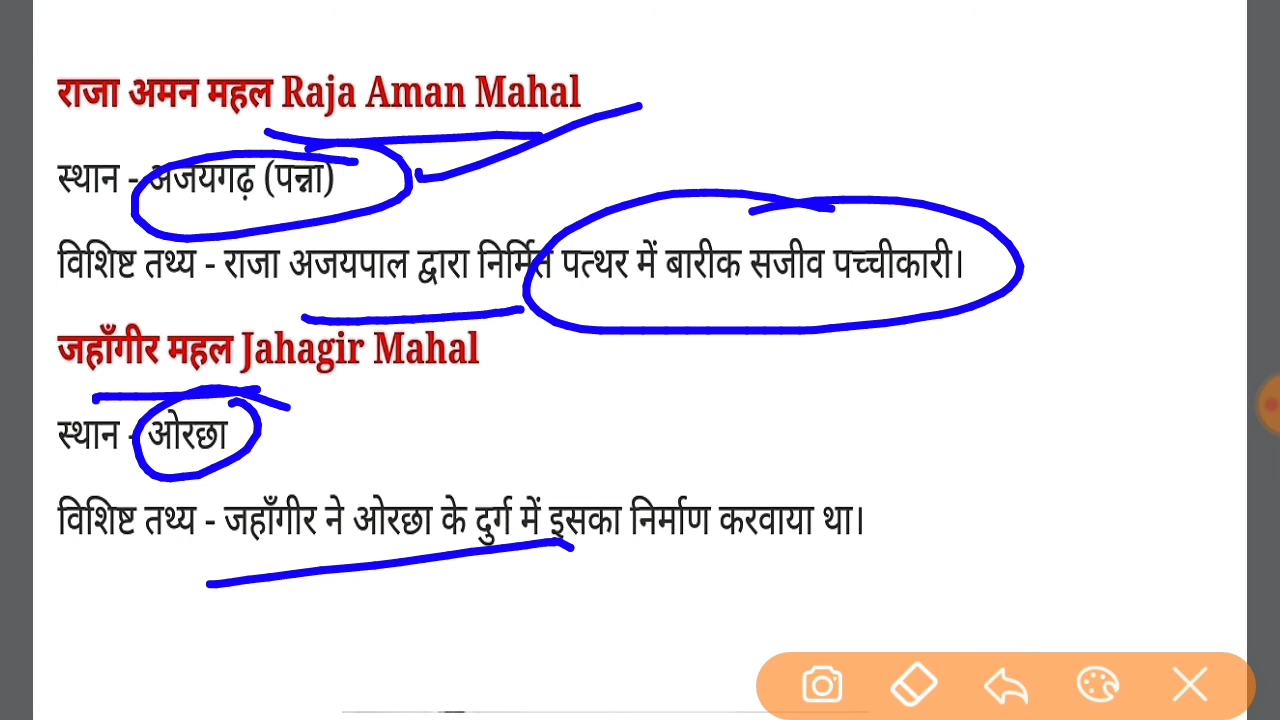 राजा अमन महल Raja Aman Mahal
स्थान - अजयगढ़ (पन्ना)
विशिष्ट तथ्य - राजा अजयपाल द्वारा निर्मित पत्थर में बारीक सजीव पच्चीकारी।
जहाँगीर महल Jahagir Mahal
स्थान - ओरछा
विशिष्ट तथ्य - जहाँगीर ने ओरछा के दुर्ग में इसका निर्माण करवाया था।